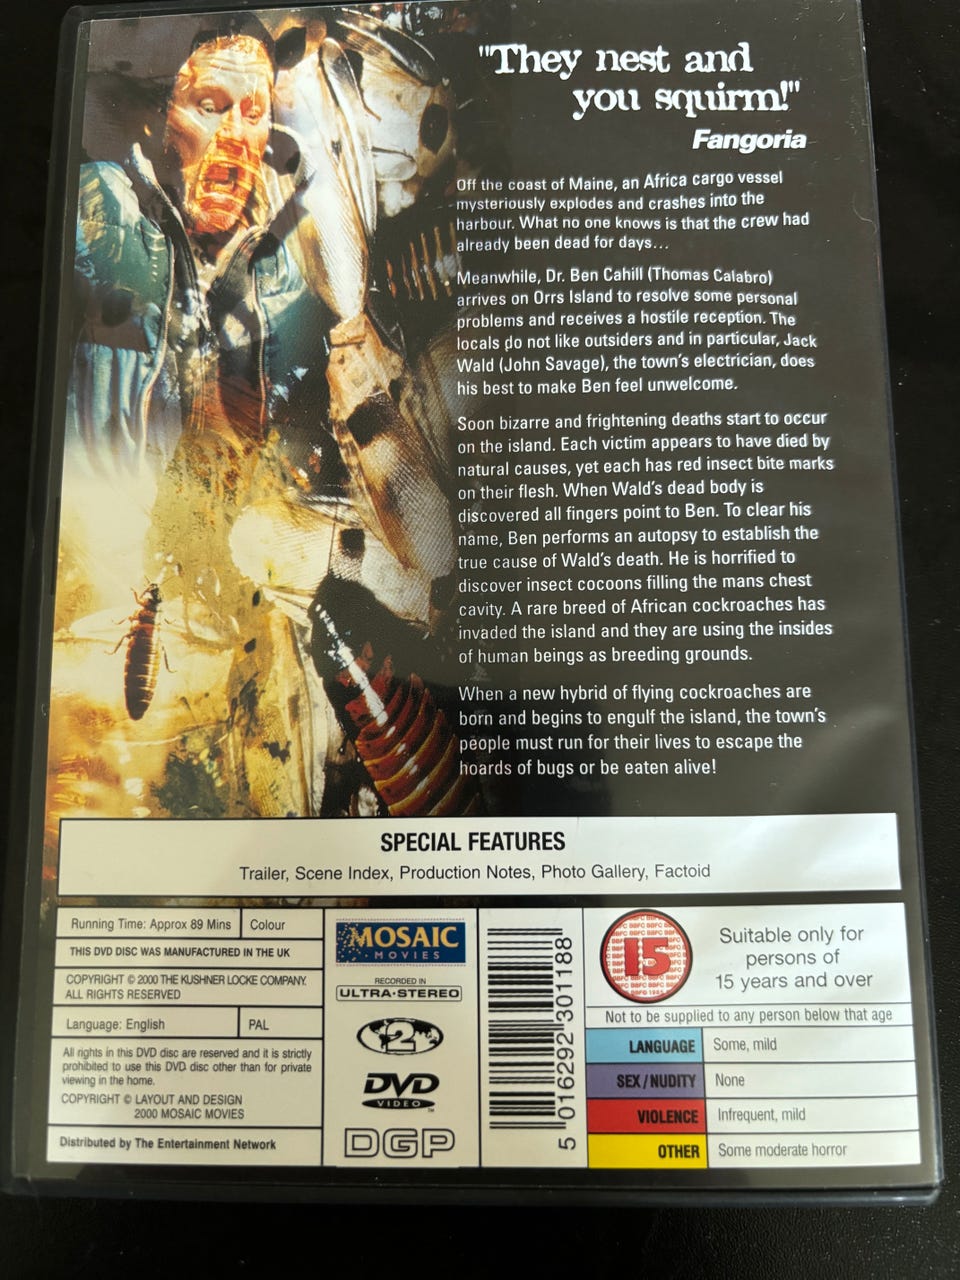 "They nest and
you squirm!"
Fangoria
Off the coast of Maine, an Africa cargo vessel
mysteriously explodes and crashes into the
harbour. What no one knows is that the crew had
already been dead for days...
Meanwhile, Dr. Ben Cahill (Thomas Calabro)
arrives on Orrs Island to resolve some personal
problems and receives a hostile reception. The
locals do not like outsiders and in particular, Jack
Wald (John Savage), the town's electrician, does
his best to make Ben feel unwelcome.
Soon bizarre and frightening deaths start to occur
on the island. Each victim appears to have died by
natural causes, yet each has red insect bite marks
on their flesh. When Wald's dead body is
discovered all fingers point to Ben. To clear his
name, Ben performs an autopsy to establish the
true cause of Wald's death. He is horrified to
discover insect cocoons filling the mans chest
cavity. A rare breed of African cockroaches has
invaded the island and they are using the insides
of human beings as breeding grounds.
When a new hybrid of flying cockroaches are
born and begins to engulf the island, the town's
people must run for their lives to escape the
hoards of bugs or be eaten alive!
SPECIAL FEATURES
Trailer, Scene Index, Production Notes, Photo Gallery, Factoid
Running Time: Approx 89 Mins
Colour
THIS DVD DISC WAS MANUFACTURED IN THE UK
COPYRIGHT © 2000 THE KUSHNER LOCKE COMPANY.
ALL RIGHTS RESERVED
Language: English
PAL
All rights in this DVD disc are reserved and it is strictly
prohibited to use this DVD disc other than for private
viewing in the home.
COPYRIGHT © LAYOUT AND DESIGN
2000 MOSAIC MOVIES
Distributed by The Entertainment Network
MOSAIC
MOVIES
RECORDED IN
ULTRA·STEREO
2
DVD
VIDEO™
DGP
5 016292 301188
15
Suitable only for
persons of
15 years and over
Not to be supplied to any person below that age
LANGUAGE
Some, mild
SEX/NUDITY
None
VIOLENCE
Infrequent, mild
OTHER
Some moderate horror